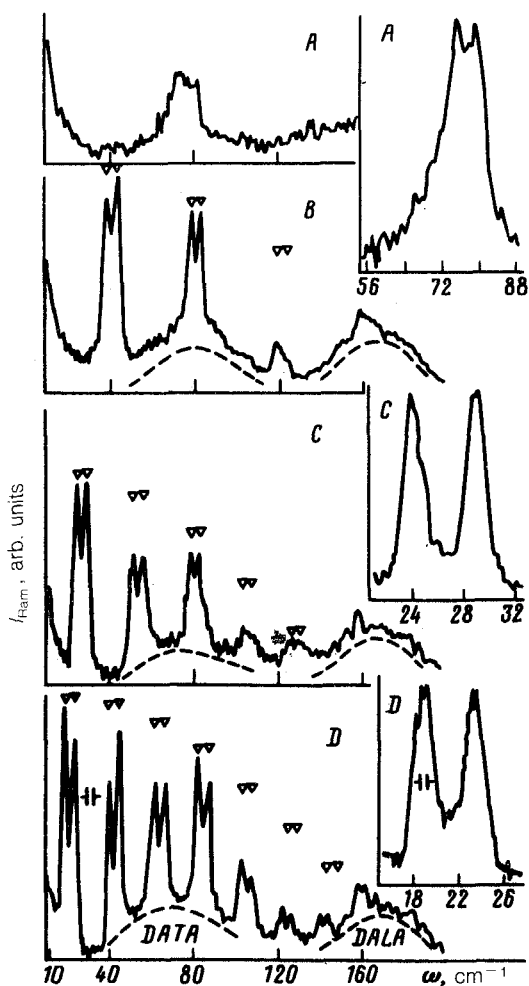 A
A
56 72 88
B
C
C
24 28 32
I_Ram, arb. units
D
D
18 22 26
DATA
DALA
10 40 80 120 160 ω, cm⁻¹